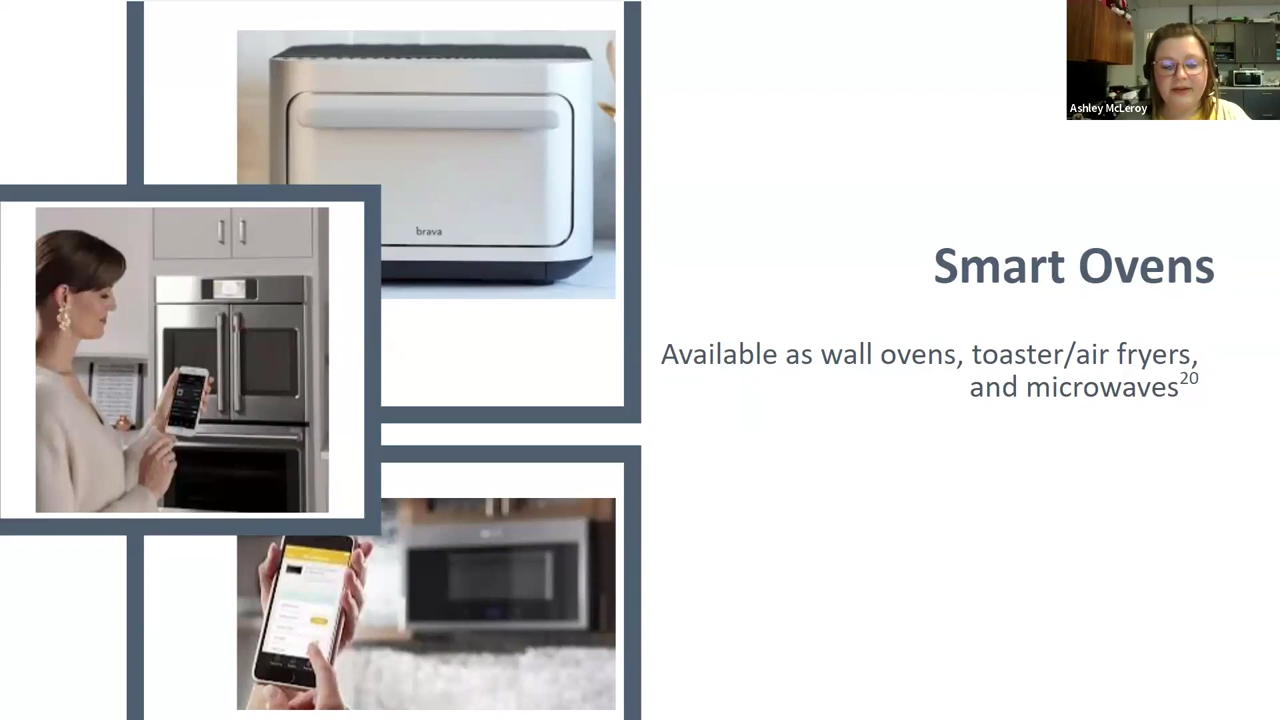 brava
Ashley McLeroy
Smart Ovens
Available as wall ovens, toaster/air fryers,
and microwaves20